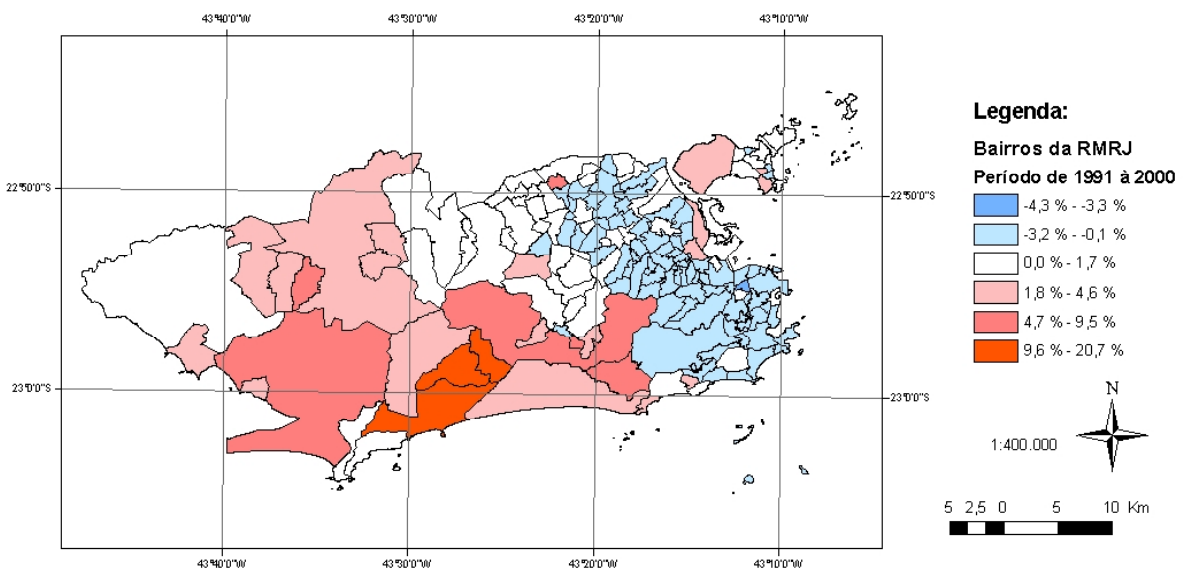 43°40'0"W 43°30'0"W 43°20'0"W 43°10'0"W
22°50'0"S 22°50'0"S
23°0'0"S 23°0'0"S
43°40'0"W 43°30'0"W 43°20'0"W 43°10'0"W
Legenda:
Bairros da RMRJ
Período de 1991 à 2000
-4,3 % - -3,3 %
-3,2 % - -0,1 %
0,0 % - 1,7 %
1,8 % - 4,6 %
4,7 % - 9,5 %
9,6 % - 20,7 %
N
1:400.000
5 2,5 0 5 10 Km